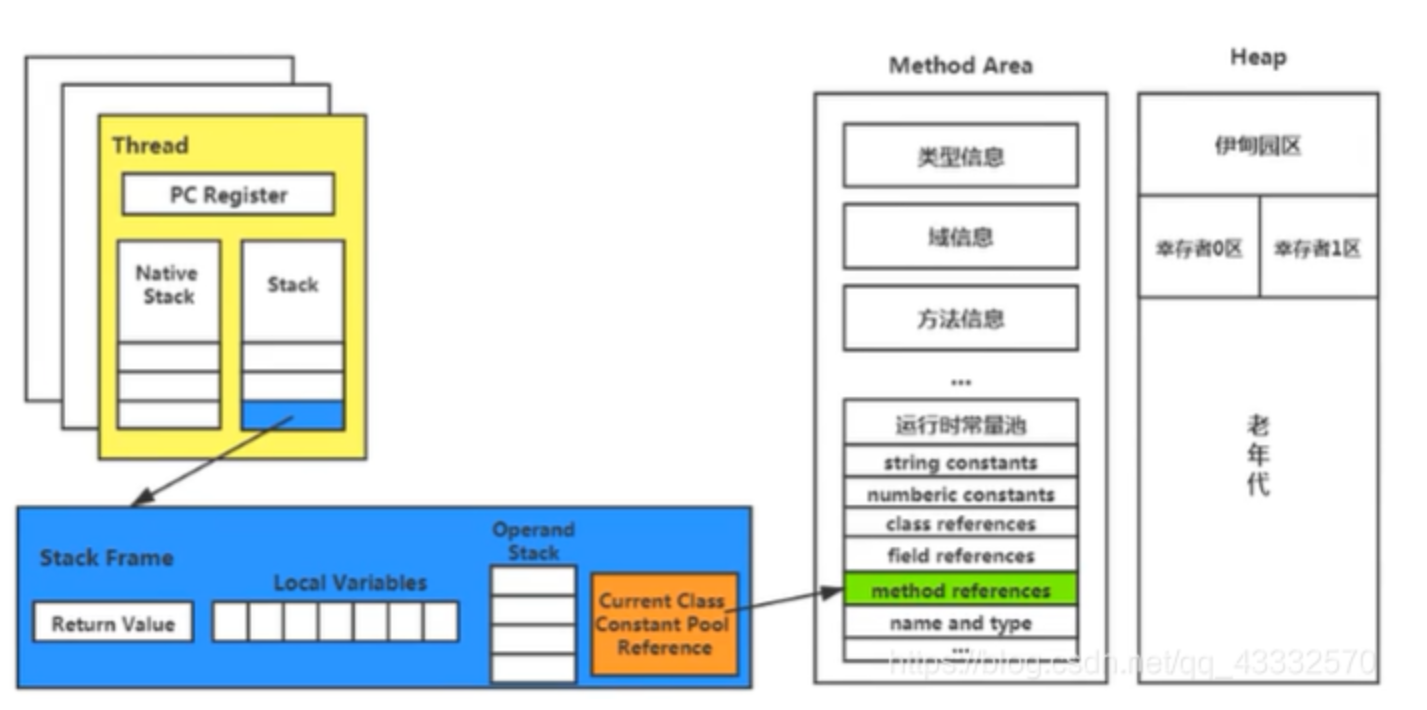 Thread
PC Register
Native
Stack
Stack
Stack Frame
Return Value
Local Variables
Operand
Stack
Current Class
Constant Pool
Reference
Method Area
类型信息
域信息
方法信息
...
运行时常量池
string constants
numberic constants
class references
field references
method references
name and type
...
Heap
伊甸园区
幸存者0区
幸存者1区
老
年
代
https://blog.csdn.net/qq_43332570